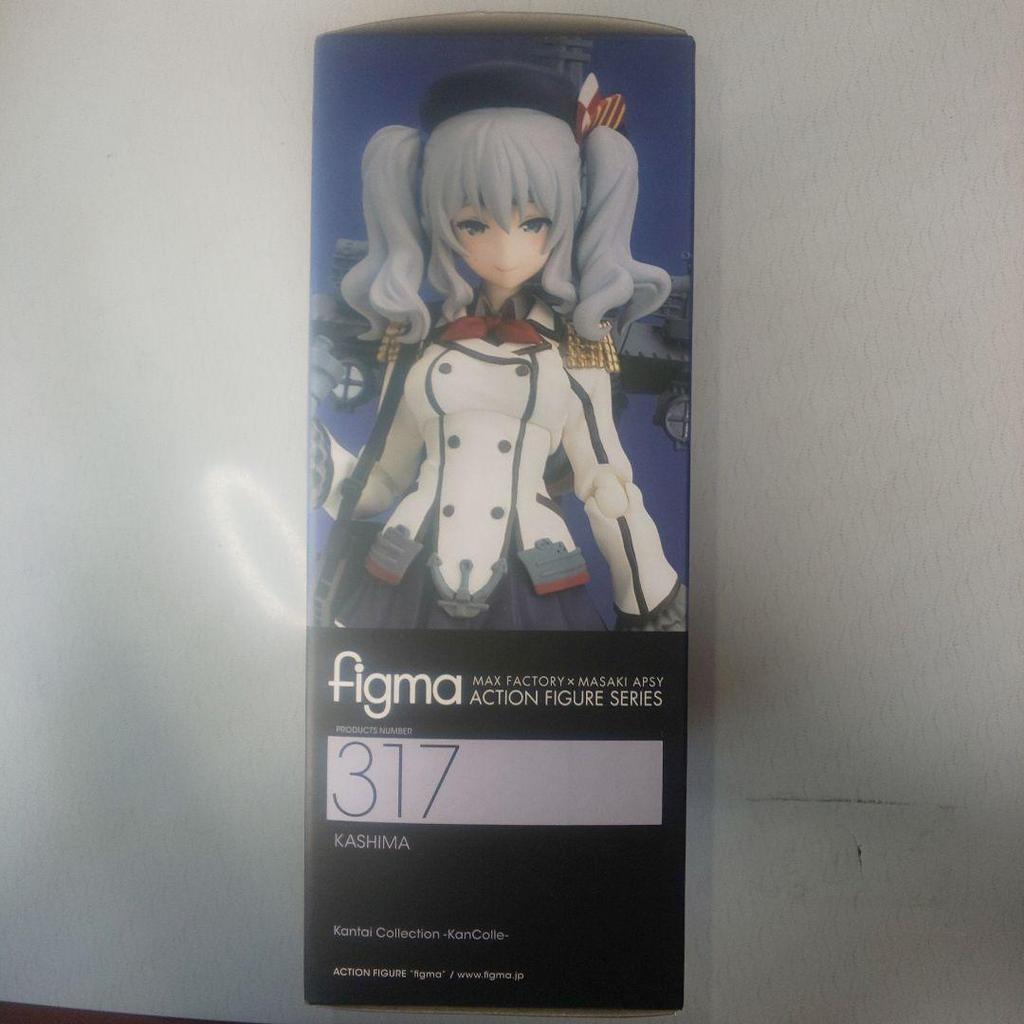 figma MAX FACTORY × MASAKI APSY
ACTION FIGURE SERIES
PRODUCTS NUMBER
317
KASHIMA
Kantai Collection -KanColle-
ACTION FIGURE "figma" / www.figma.jp